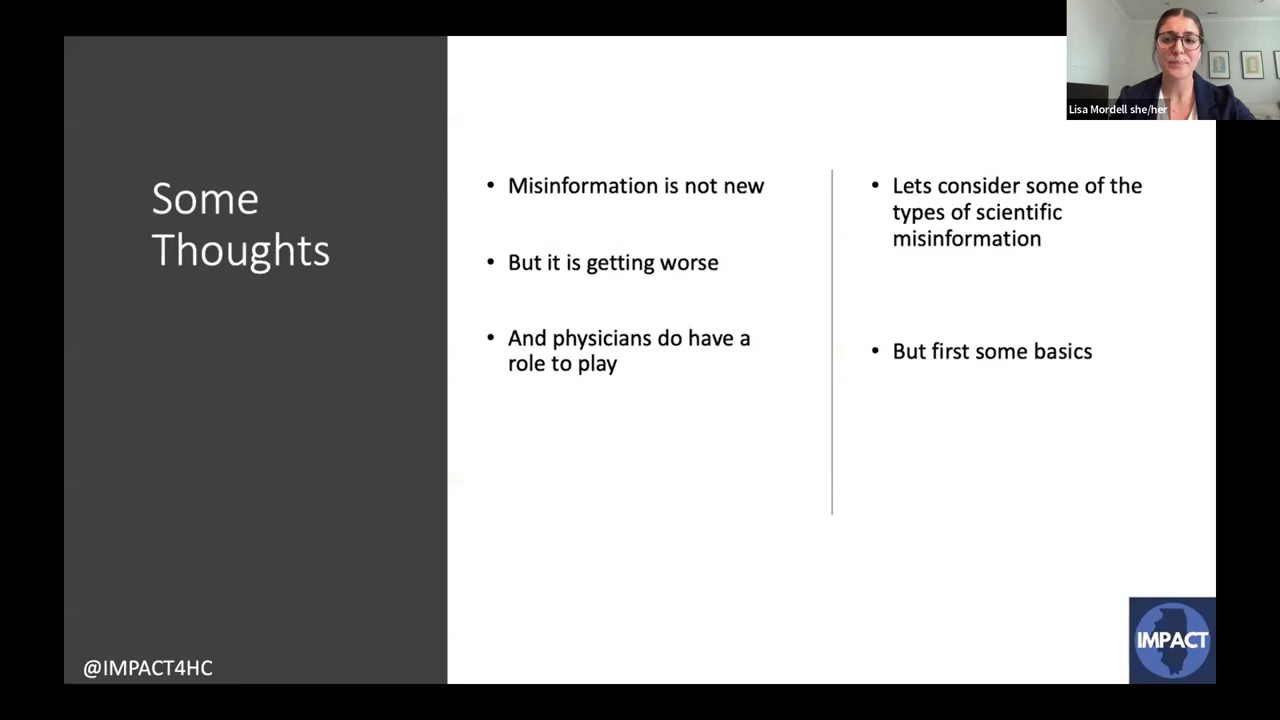 Lisa Mordell she/her
Some
Thoughts
• Misinformation is not new
• But it is getting worse
• And physicians do have a
role to play
• Lets consider some of the
types of scientific
misinformation
• But first some basics
@IMPACT4HC
IMPACT